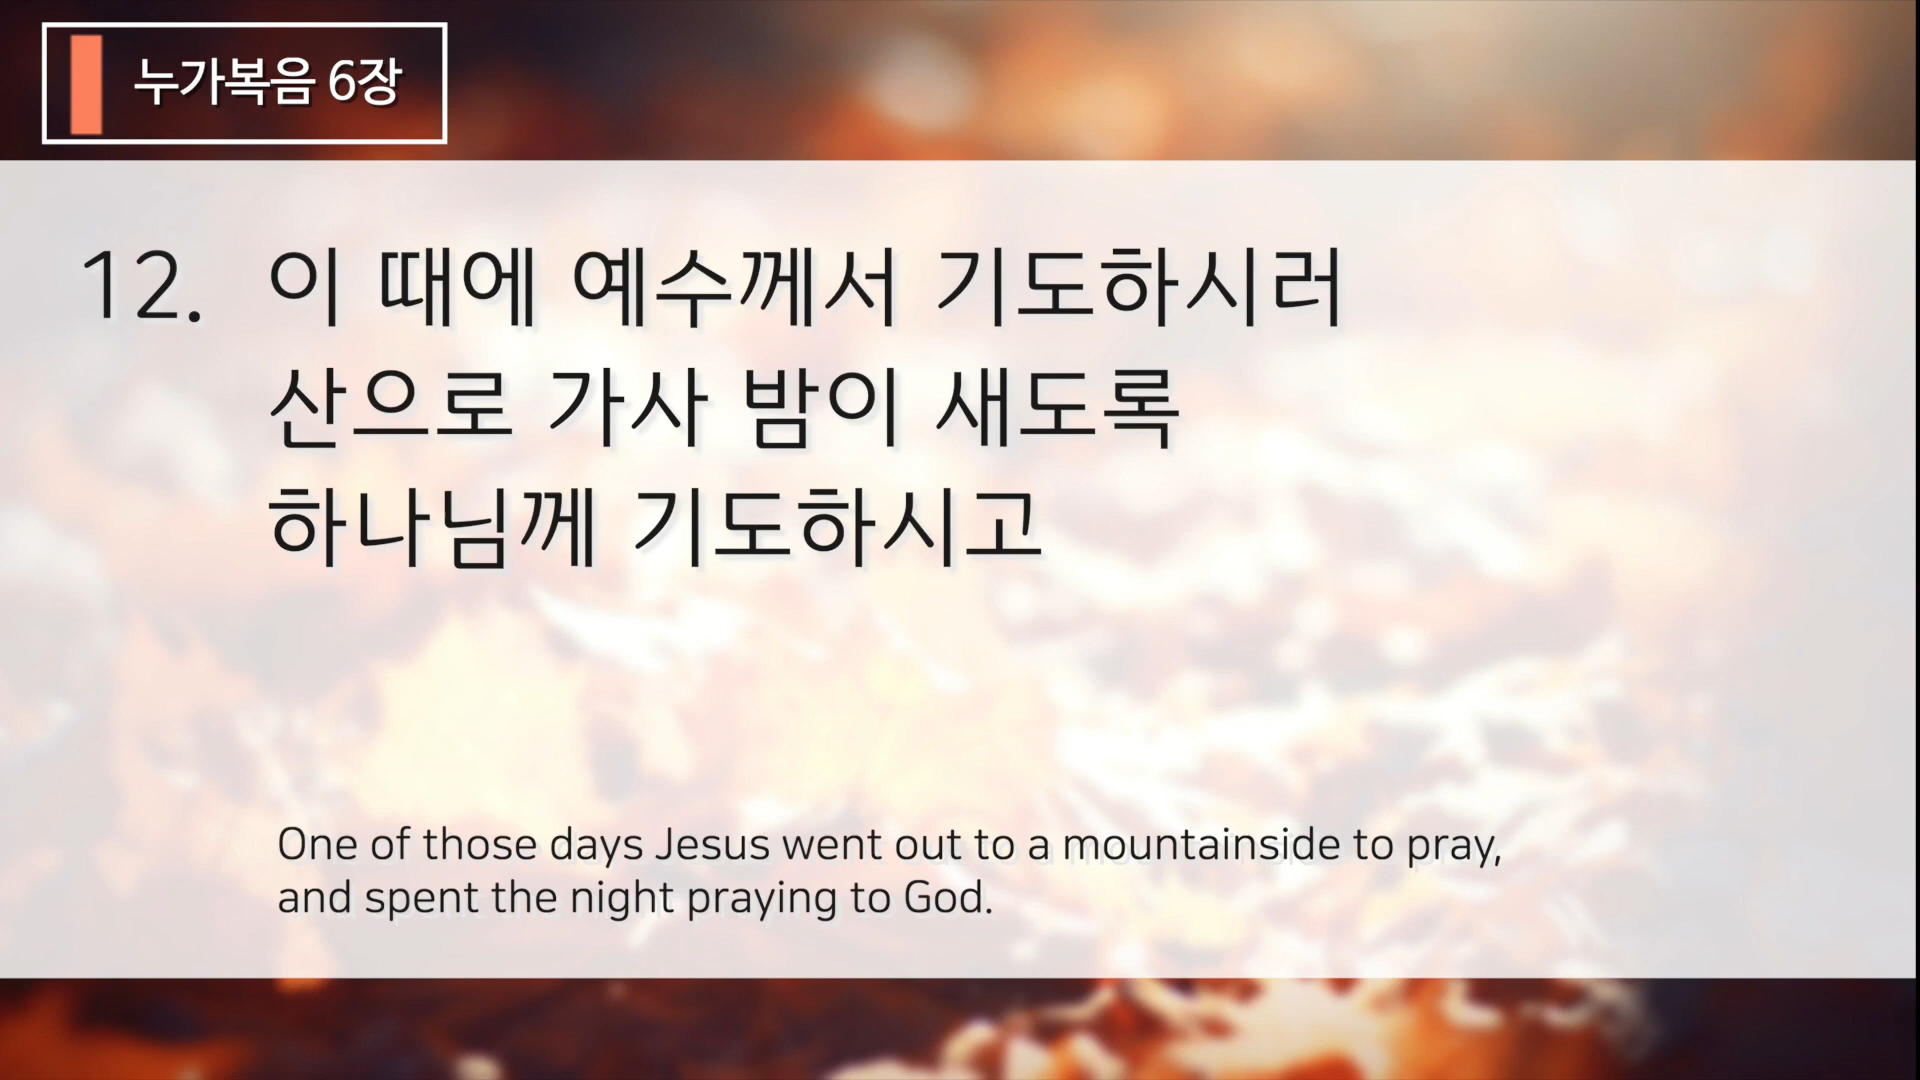 누가복음 6장
12. 이 때에 예수께서 기도하시러
산으로 가사 밤이 새도록
하나님께 기도하시고
One of those days Jesus went out to a mountainside to pray,
and spent the night praying to God.